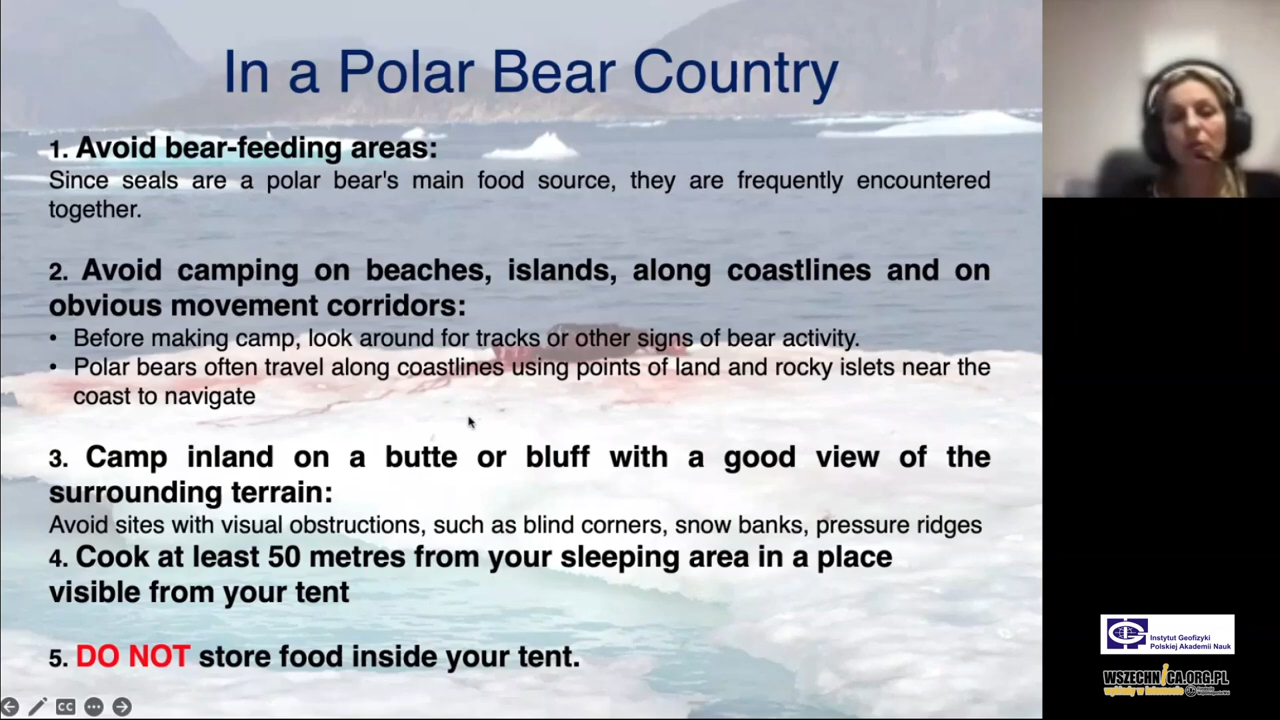 In a Polar Bear Country
1. Avoid bear-feeding areas:
Since seals are a polar bear's main food source, they are frequently encountered
together.
2. Avoid camping on beaches, islands, along coastlines and on
obvious movement corridors:
• Before making camp, look around for tracks or other signs of bear activity.
• Polar bears often travel along coastlines using points of land and rocky islets near the
coast to navigate
3. Camp inland on a butte or bluff with a good view of the
surrounding terrain:
Avoid sites with visual obstructions, such as blind corners, snow banks, pressure ridges
4. Cook at least 50 metres from your sleeping area in a place
visible from your tent
5. DO NOT store food inside your tent.
CC
Instytut Geofizyki
Polskiej Akademii Nauk
WSZECHNICA.ORG.PL
wykłady w internecie